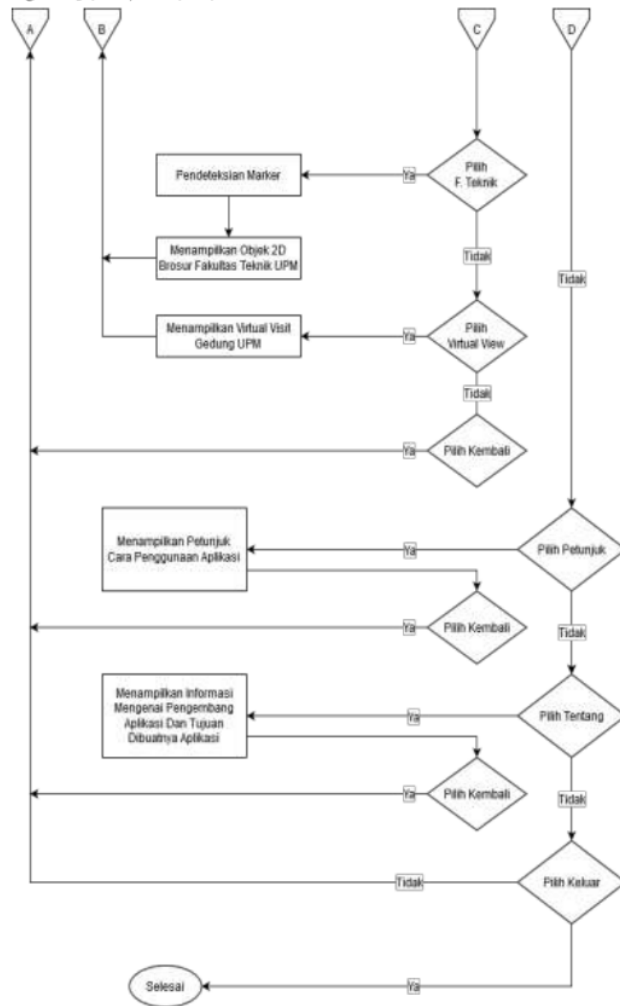 A
B
C
D
Pilih
F. Teknik
Ya
Pendeteksian Marker
Tidak
Menampilkan Objek 2D
Brosur Fakultas Teknik UPM
Tidak
Pilih
Virtual View
Ya
Menampilkan Virtual Visit
Gedung UPM
Tidak
Pilih Kembali
Ya
Pilih Petunjuk
Ya
Menampilkan Petunjuk
Cara Penggunaan Aplikasi
Pilih Kembali
Ya
Tidak
Menampilkan Informasi
Mengenai Pengembang
Aplikasi Dan Tujuan
Dibuatnya Aplikasi
Ya
Pilih Tentang
Pilih Kembali
Ya
Tidak
Pilih Keluar
Tidak
Selesai
Ya